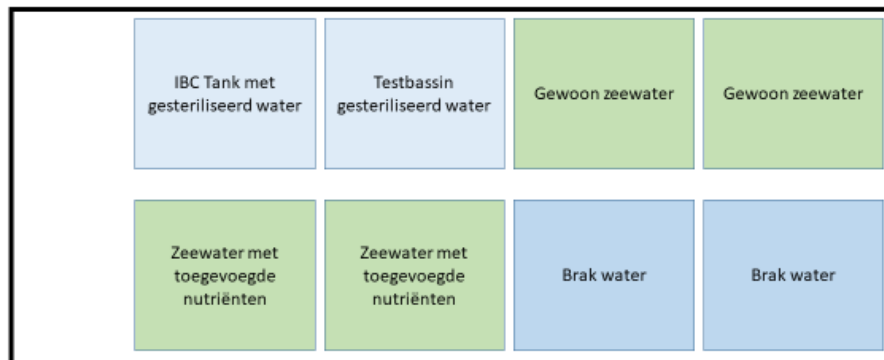 IBC Tank met
gesteriliseerd water
Testbassin
gesteriliseerd water
Gewoon zeewater
Gewoon zeewater
Zeewater met
toegevoegde
nutriënten
Zeewater met
toegevoegde
nutriënten
Brak water
Brak water